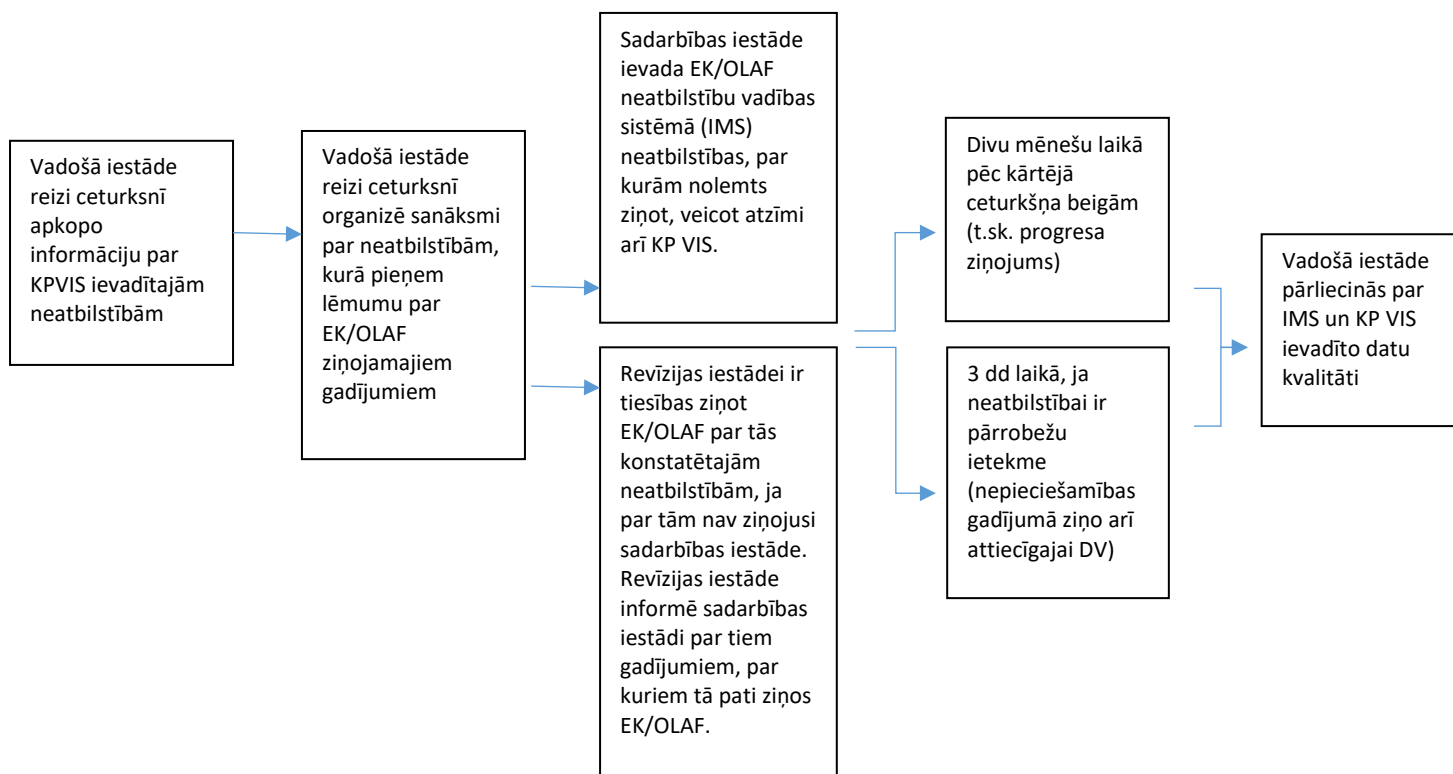 Vadošā iestāde
reizi ceturksnī
apkopo
informāciju par
KPVIS ievadītajām
neatbilstībām
Vadošā iestāde
reizi ceturksnī
organizē sanāksmi
par neatbilstībām,
kurā pieņem
lēmumu par
EK/OLAF
ziņojamajiem
gadījumiem
Sadarbības iestāde
ievada EK/OLAF
neatbilstību vadības
sistēmā (IMS)
neatbilstības, par
kurām nolemts
ziņot, veicot atzīmi
arī KP VIS.
Revīzijas iestādei ir
tiesības ziņot
EK/OLAF par tās
konstatētajām
neatbilstībām, ja
par tām nav ziņojusi
sadarbības iestāde.
Revīzijas iestāde
informē sadarbības
iestādi par tiem
gadījumiem, par
kuriem tā pati ziņos
EK/OLAF.
Divu mēnešu laikā
pēc kārtējā
ceturkšņa beigām
(t.sk. progresa
ziņojums)
3 dd laikā, ja
neatbilstībai ir
pārrobežu
ietekme
(nepieciešamības
gadījumā ziņo arī
attiecīgajai DV)
Vadošā iestāde
pārliecinās par
IMS un KP VIS
ievadīto datu
kvalitāti